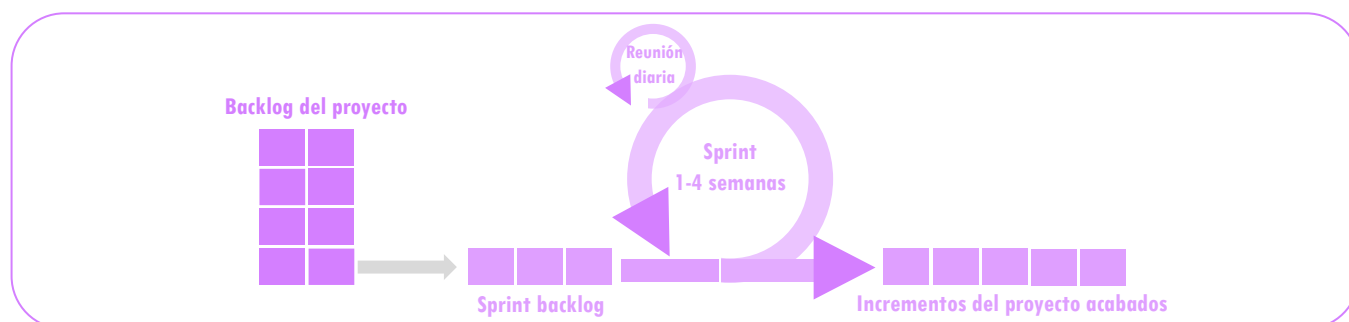 Reunión
diaria
Backlog del proyecto
Sprint
1-4 semanas
Sprint backlog
Incrementos del proyecto acabados